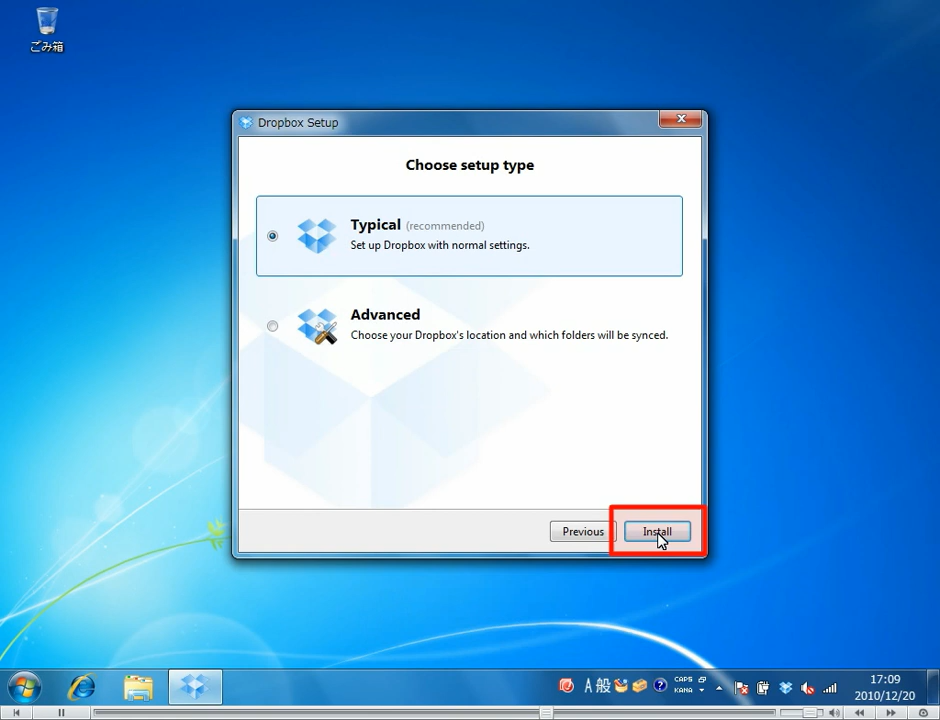 ごみ箱
Dropbox Setup
Choose setup type
Typical (recommended)
Set up Dropbox with normal settings.
Advanced
Choose your Dropbox's location and which folders will be synced.
Previous
Install
A 般
CAPS
KANA
17:09
2010/12/20